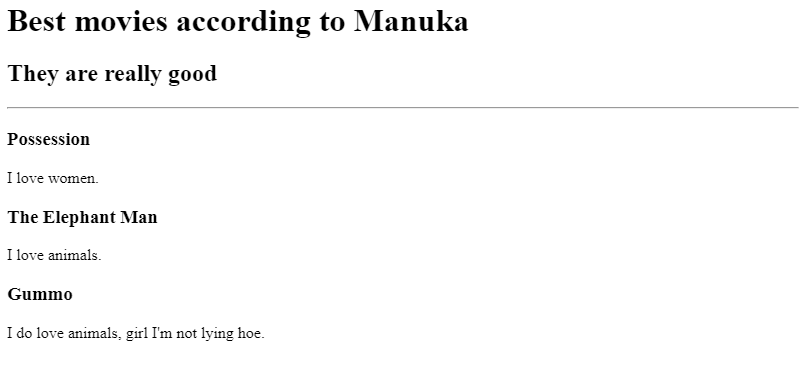 Best movies according to Manuka
They are really good
Possession
I love women.
The Elephant Man
I love animals.
Gummo
I do love animals, girl I'm not lying hoe.